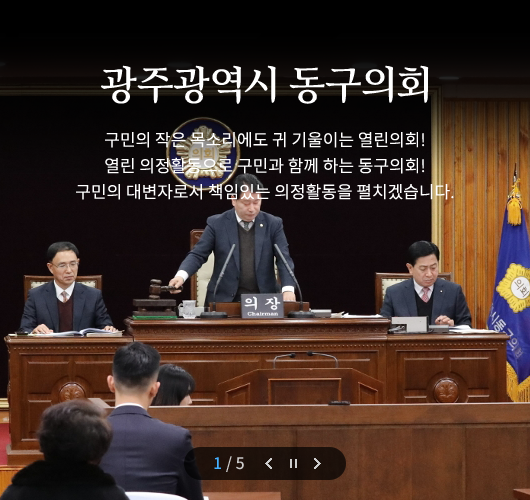 광주광역시 동구의회
구민의 작은 목소리에도 귀 기울이는 열린의회!
열린 의정활동으로 구민과 함께 하는 동구의회!
구민의 대변자로서 책임있는 의정활동을 펼치겠습니다.
의장
Chairman
의회
1 / 5